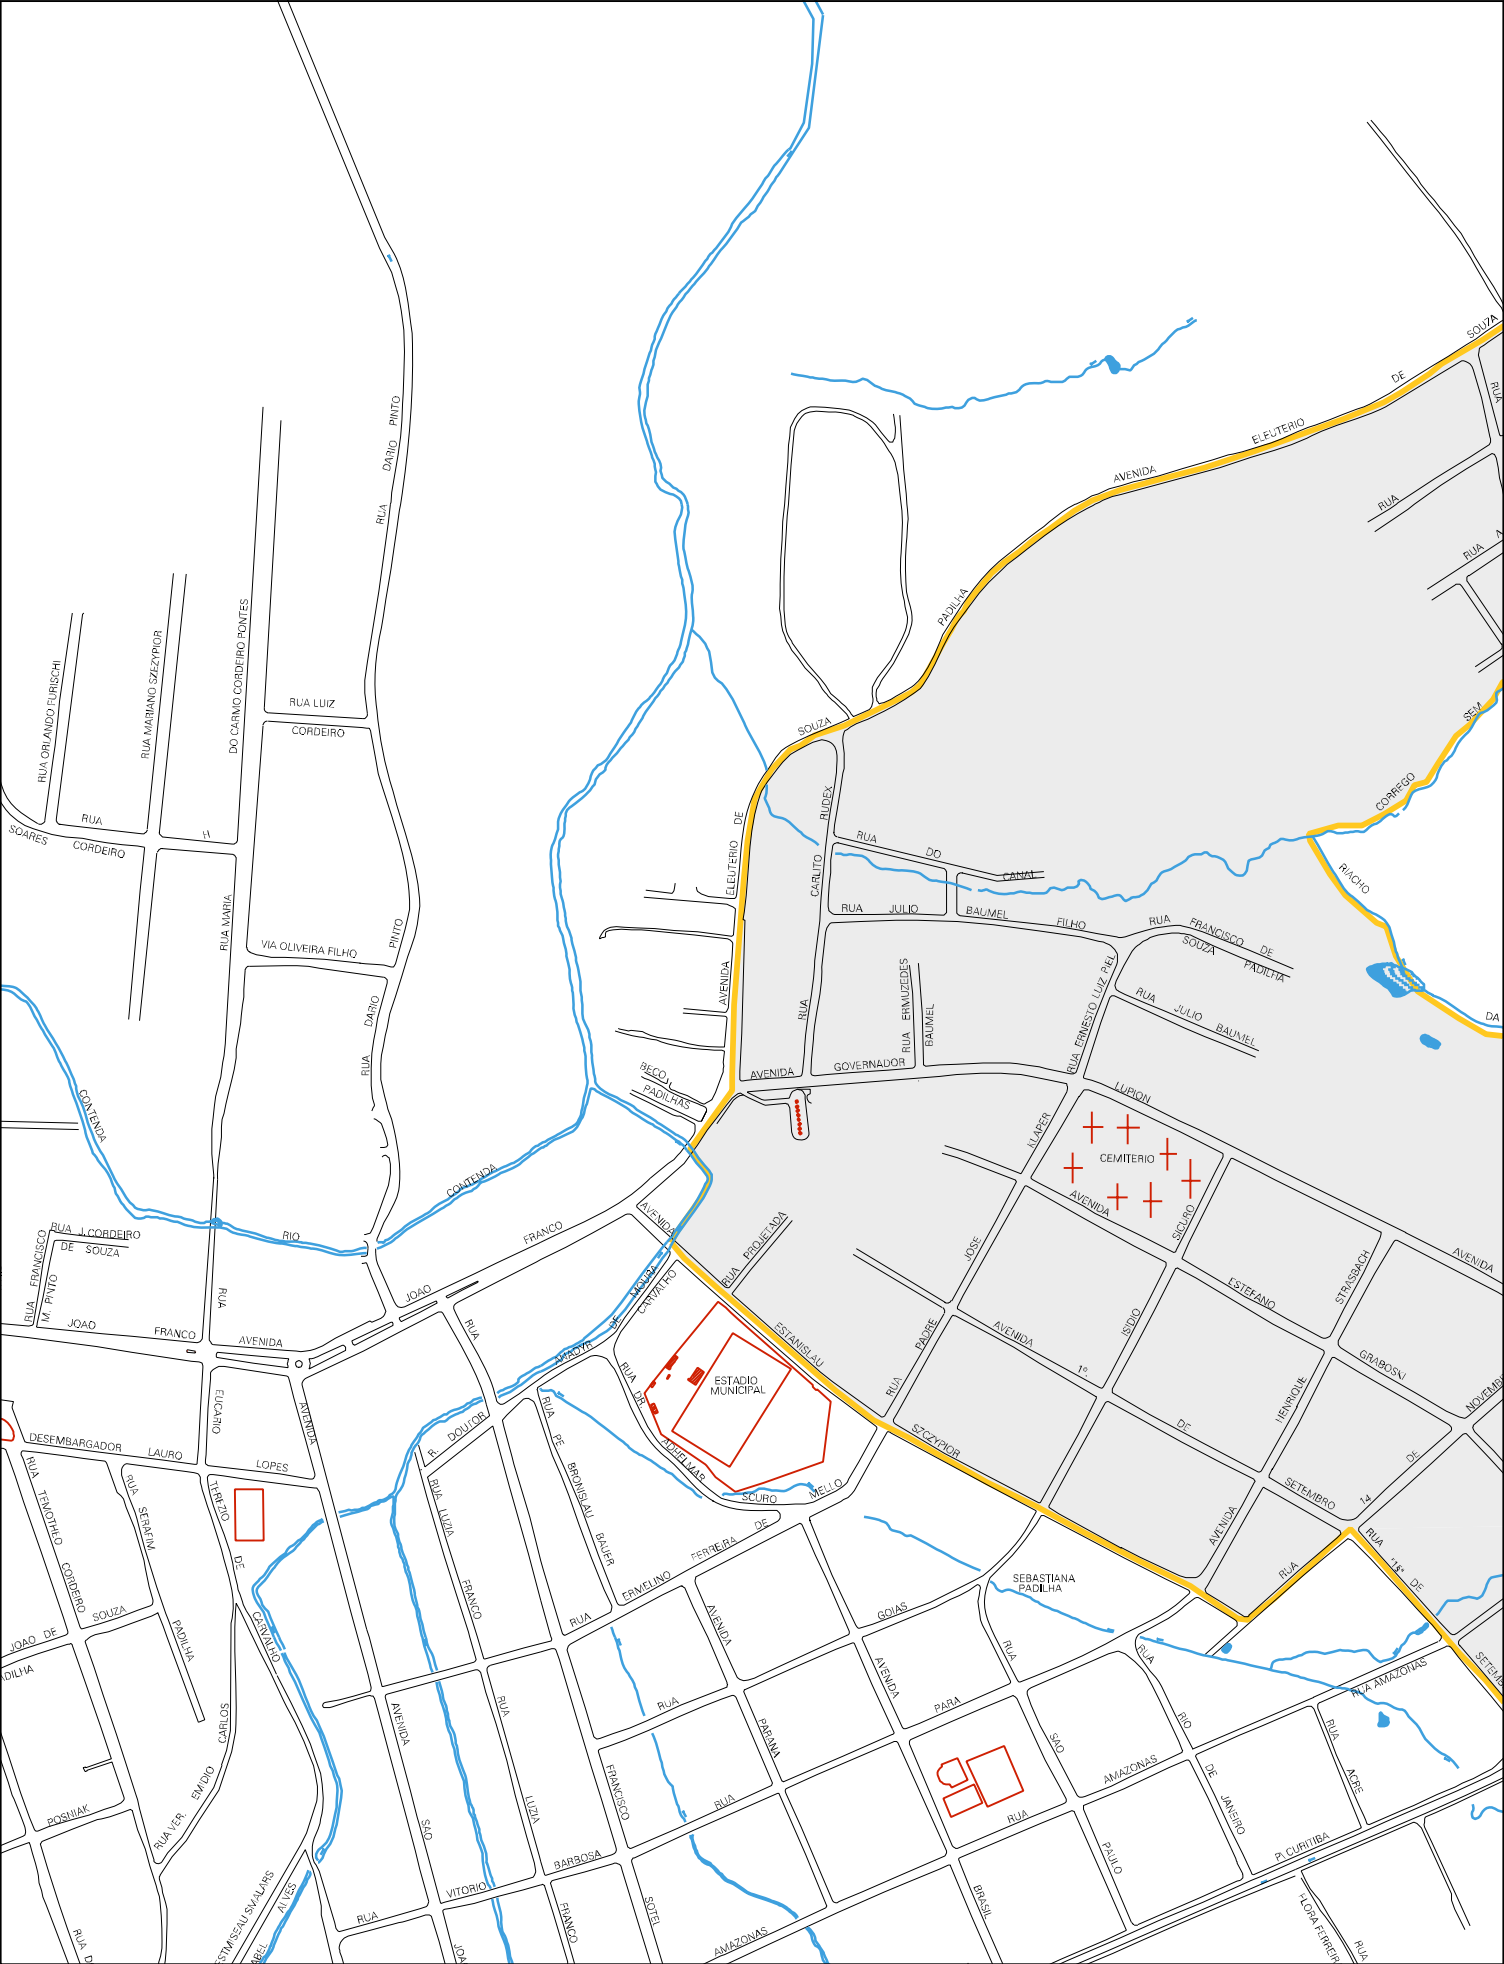 SOUZA
DE
RUA
ELEUTERIO
AVENIDA
RUA
RUA
PADILHA
SOUZA
PINTO
DARIO
RUA
RUA ORLANDO FURISCHI
RUA MARIANO SZEZYPIOR
DO CARMO CORDEIRO PONTES
RUA LUIZ
CORDEIRO
SEM
CORREGO
RIACHO
DA
SOARES
RUA
CORDEIRO
H
DE
ELEUTERIO
AVENIDA
RUDEX
CARLITO
RUA
RUA
DO
CANAL
RUA JULIO
BAUMEL
FILHO
RUA
FRANCISCO DE
SOUZA
PADILHA
RUA MARIA
VIA OLIVEIRA FILHO
PINTO
DARIO
RUA
RUA ERMUZEDES
BAUMEL
RUA ERNESTO LUIZ PIEL
RUA
JULIO
BAUMEL
AVENIDA
GOVERNADOR
LUPION
BECO
PADILHAS
KLAPER
CEMITERIO
AVENIDA
SICURO
CONTENDA
CONTENDA
RIO
RUA J.CORDEIRO
DE SOUZA
RUA FRANCISCO
M. PINTO
JOAO
FRANCO
AVENIDA
RUA
JOAO
FRANCO
AVENIDA
RUA PROJETADA
JOSE
STRASBACH
AVENIDA
ESTEFANO
ISIDIO
MOURA
CARVALHO
DE
AMADYR
ESTANISLAU
PADRE
RUA
AVENIDA
1º.
GRABOSKI
RUA
RUA DR.
ESTADIO
MUNICIPAL
HENRIQUE
DE
EUCARIO
AVENIDA
DESEMBARGADOR
LAURO
LOPES
R. DOUTOR
RUA PE
BRONISLAU
BAUER
ADHELMAR
SCURO
MELLO
SZCZYPIOR
DE
SETEMBRO
14
AVENIDA
RUA
RUA
"15"
DE
RUA
TEMOTHEO
CORDEIRO
RUA
SERAFIM
PADILHA
TEREZIO
DE
CARVALHO
RUA LUZIA
FRANCO
FERREIRA DE
ERMELINO
RUA
SEBASTIANA
PADILHA
GOIAS
AVENIDA
JOAO DE
SOUZA
RUA
RUA
RUA AMAZONAS
AVENIDA
PARA
RUA
RUA
PARANA
CARLOS
EMIDIO
RUA VER.
AVENIDA
SAO
LUZIA
FRANCISCO
RUA
SAO
AMAZONAS
RUA
RIO
DE
JANEIRO
RUA
ACRE
POSNIAK
BARBOSA
VITORIO
RUA
P\ CURITIBA
PAULO
BRASIL
SOTEL
FRANCO
AMAZONAS
FLORA FERREIR
RUA
ALVES
RUA D